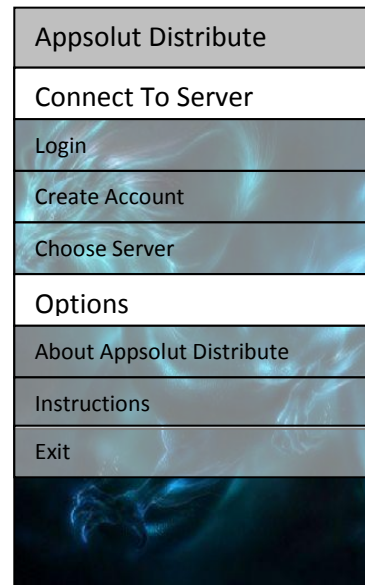 Appsolut Distribute
Connect To Server
Login
Create Account
Choose Server
Options
About Appsolut Distribute
Instructions
Exit